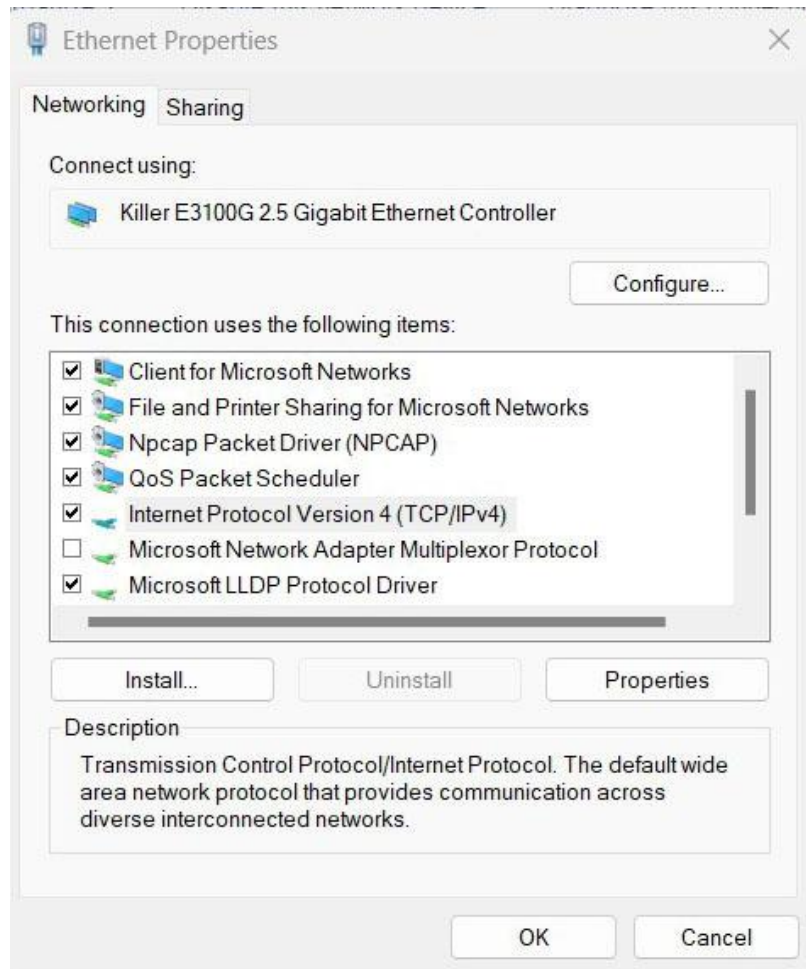 Ethernet Properties
Networking
Sharing
Connect using:
Killer E3100G 2.5 Gigabit Ethernet Controller
Configure...
This connection uses the following items:
Client for Microsoft Networks
File and Printer Sharing for Microsoft Networks
Npcap Packet Driver (NPCAP)
QoS Packet Scheduler
Internet Protocol Version 4 (TCP/IPv4)
Microsoft Network Adapter Multiplexor Protocol
Microsoft LLDP Protocol Driver
Install...
Uninstall
Properties
Description
Transmission Control Protocol/Internet Protocol. The default wide
area network protocol that provides communication across
diverse interconnected networks.
OK
Cancel